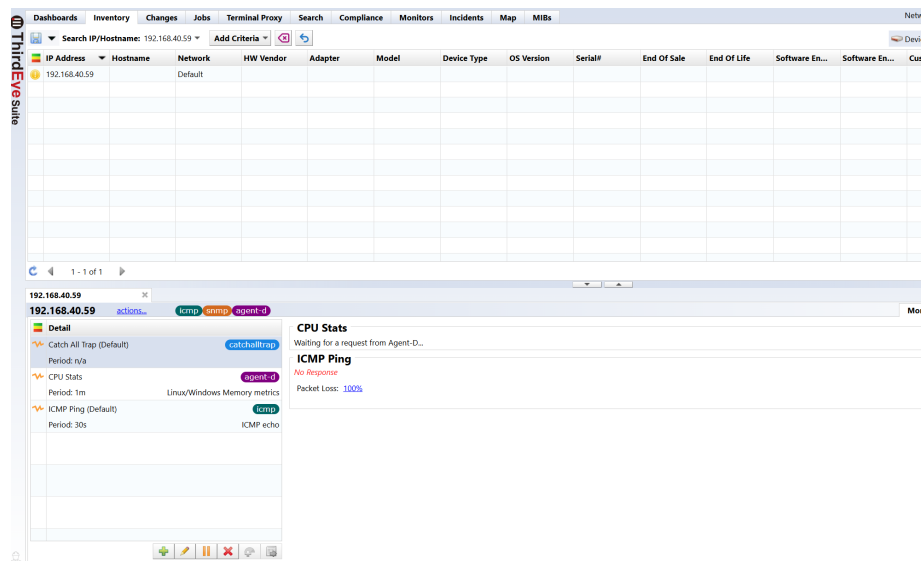 Dashboards Inventory Changes Jobs Terminal Proxy Search Compliance Monitors Incidents Map MIBs Netw
Search IP/Hostname: 192.168.40.59 Add Criteria Devi
ThirdEye Suite
IP Address Hostname Network HW Vendor Adapter Model Device Type OS Version Serial# End Of Sale End Of Life Software En... Software En... Cus
192.168.40.59 Default
1 - 1 of 1
192.168.40.59
192.168.40.59 actions... icmp snmp agent-d Mor
Detail
Catch All Trap (Default) catchalltrap
Period: n/a
CPU Stats agent-d
Period: 1m Linux/Windows Memory metrics
ICMP Ping (Default) icmp
Period: 30s ICMP echo
CPU Stats
Waiting for a request from Agent-D...
ICMP Ping
No Response
Packet Loss: 100%